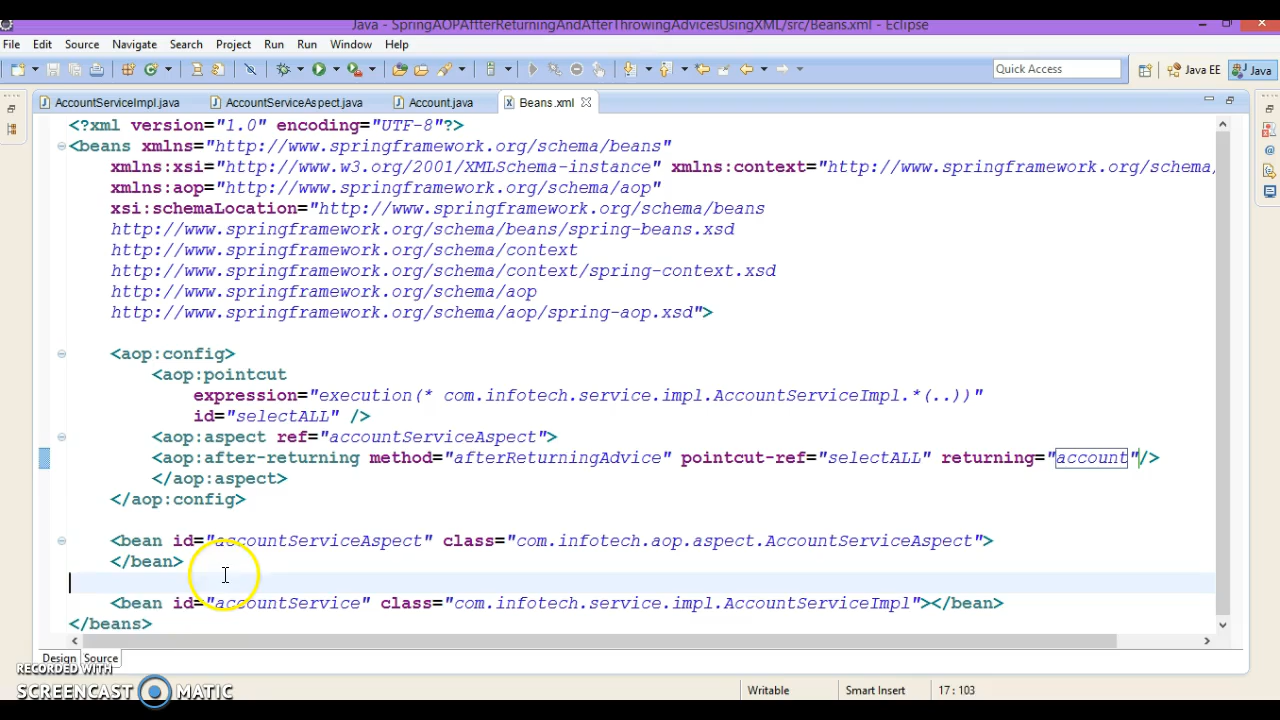 Java - SpringAOPAftterReturningAndAfterThrowingAdvicesUsingXML/src/Beans.xml - Eclipse
File Edit Source Navigate Search Project Run Run Window Help
Quick Access Java EE Java
AccountServiceImpl.java AccountServiceAspect.java Account.java Beans.xml
<?xml version="1.0" encoding="UTF-8"?>
<beans xmlns="http://www.springframework.org/schema/beans"
xmlns:xsi="http://www.w3.org/2001/XMLSchema-instance" xmlns:context="http://www.springframework.org/schema,
xmlns:aop="http://www.springframework.org/schema/aop"
xsi:schemaLocation="http://www.springframework.org/schema/beans
http://www.springframework.org/schema/beans/spring-beans.xsd
http://www.springframework.org/schema/context
http://www.springframework.org/schema/context/spring-context.xsd
http://www.springframework.org/schema/aop
http://www.springframework.org/schema/aop/spring-aop.xsd">
<aop:config>
<aop:pointcut
expression="execution(* com.infotech.service.impl.AccountServiceImpl.*(..))"
id="selectALL" />
<aop:aspect ref="accountServiceAspect">
<aop:after-returning method="afterReturningAdvice" pointcut-ref="selectALL" returning="account"/>
</aop:aspect>
</aop:config>
<bean id="accountServiceAspect" class="com.infotech.aop.aspect.AccountServiceAspect">
</bean>
<bean id="accountService" class="com.infotech.service.impl.AccountServiceImpl"></bean>
</beans>
Design Source
RECORDED WITH
SCREENCAST MATIC
Writable Smart Insert 17 : 103